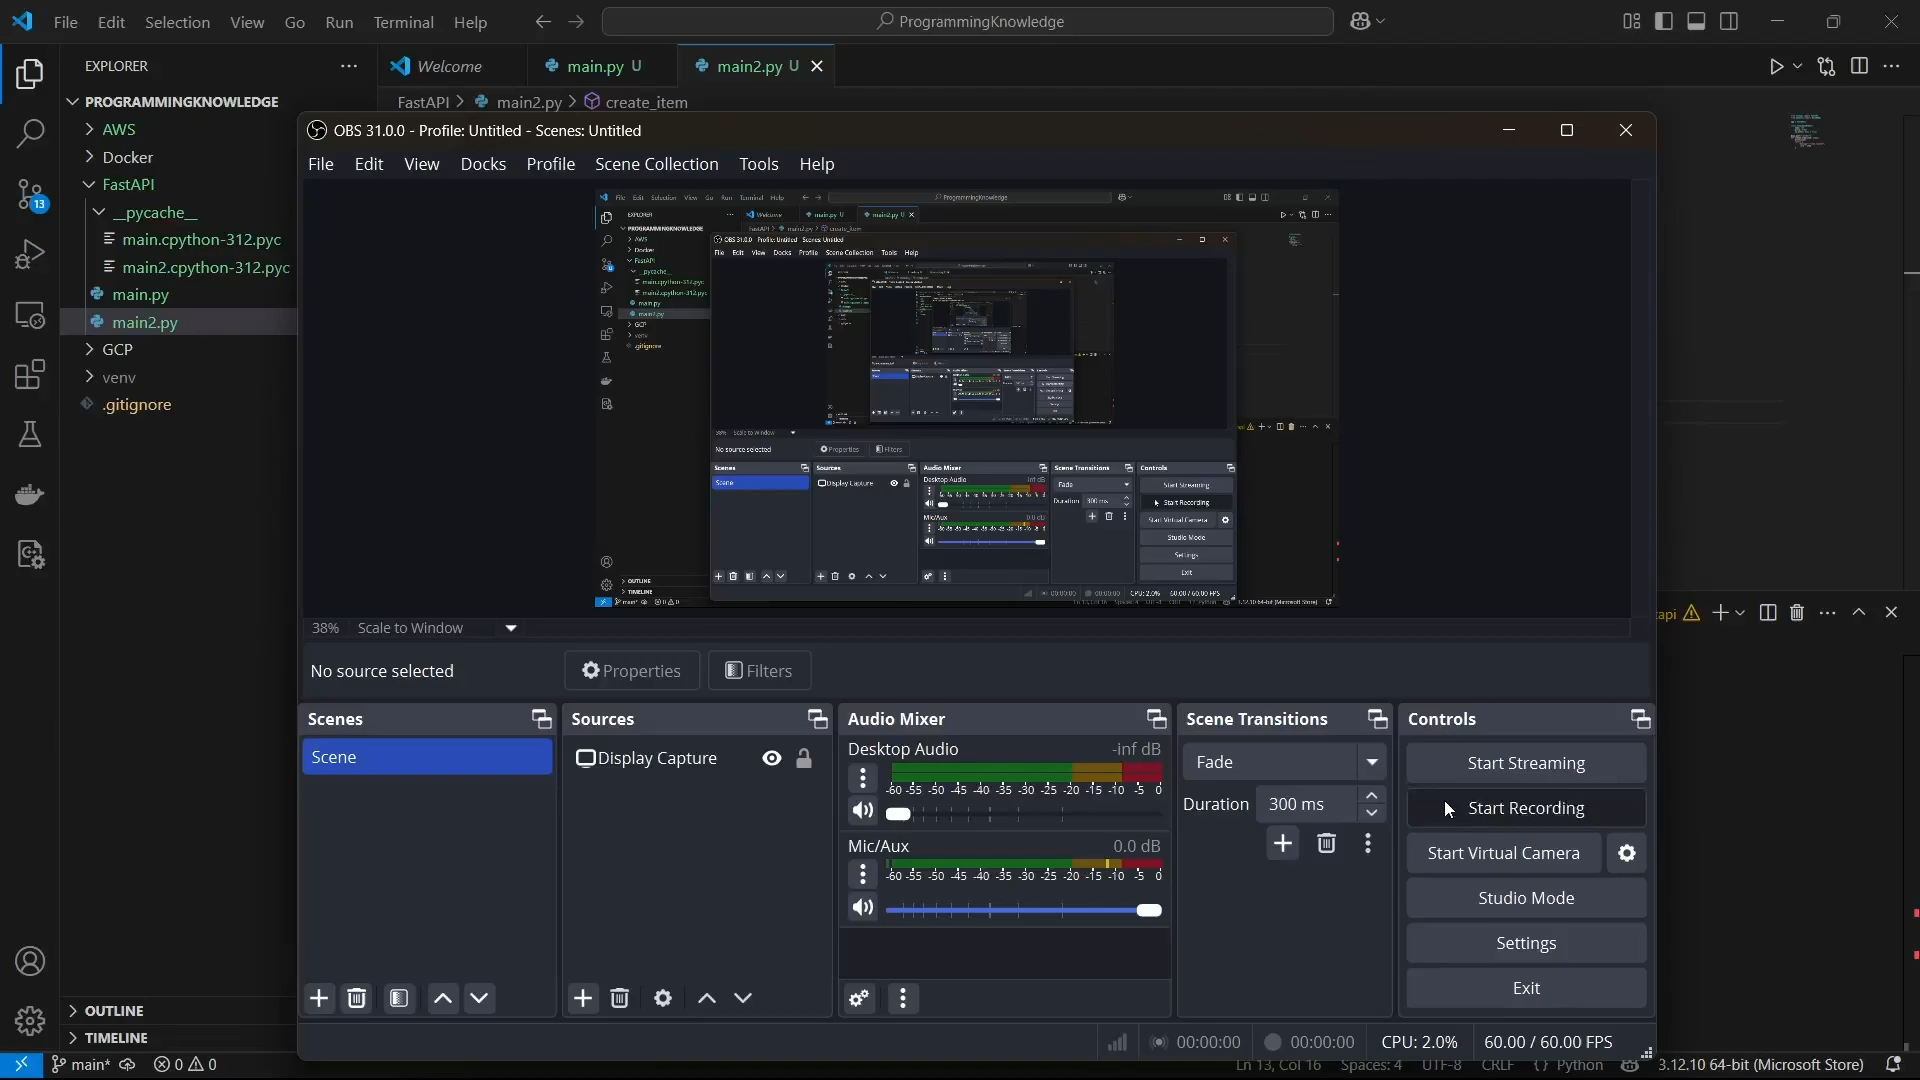 File Edit Selection View Go Run Terminal Help
ProgrammingKnowledge
EXPLORER
Welcome
main.py U
main2.py U
PROGRAMMINGKNOWLEDGE
FastAPI > main2.py > create_item
AWS
Docker
FastAPI
__pycache__
main.cpython-312.pyc
main2.cpython-312.pyc
main.py
main2.py
GCP
venv
.gitignore
OBS 31.0.0 - Profile: Untitled - Scenes: Untitled
File Edit View Docks Profile Scene Collection Tools Help
38% Scale to Window
No source selected
Properties
Filters
Scenes
Scene
Sources
Display Capture
Audio Mixer
Desktop Audio -inf dB
-60 -55 -50 -45 -40 -35 -30 -25 -20 -15 -10 -5 0
Mic/Aux 0.0 dB
-60 -55 -50 -45 -40 -35 -30 -25 -20 -15 -10 -5 0
Scene Transitions
Fade
Duration 300 ms
Controls
Start Streaming
Start Recording
Start Virtual Camera
Studio Mode
Settings
Exit
00:00:00 00:00:00 CPU: 2.0% 60.00 / 60.00 FPS
OUTLINE
TIMELINE
13
main* 0 0
Ln 13, Col 16 Spaces: 4 UTF-8 CRLF {} Python 3.12.10 64-bit (Microsoft Store)